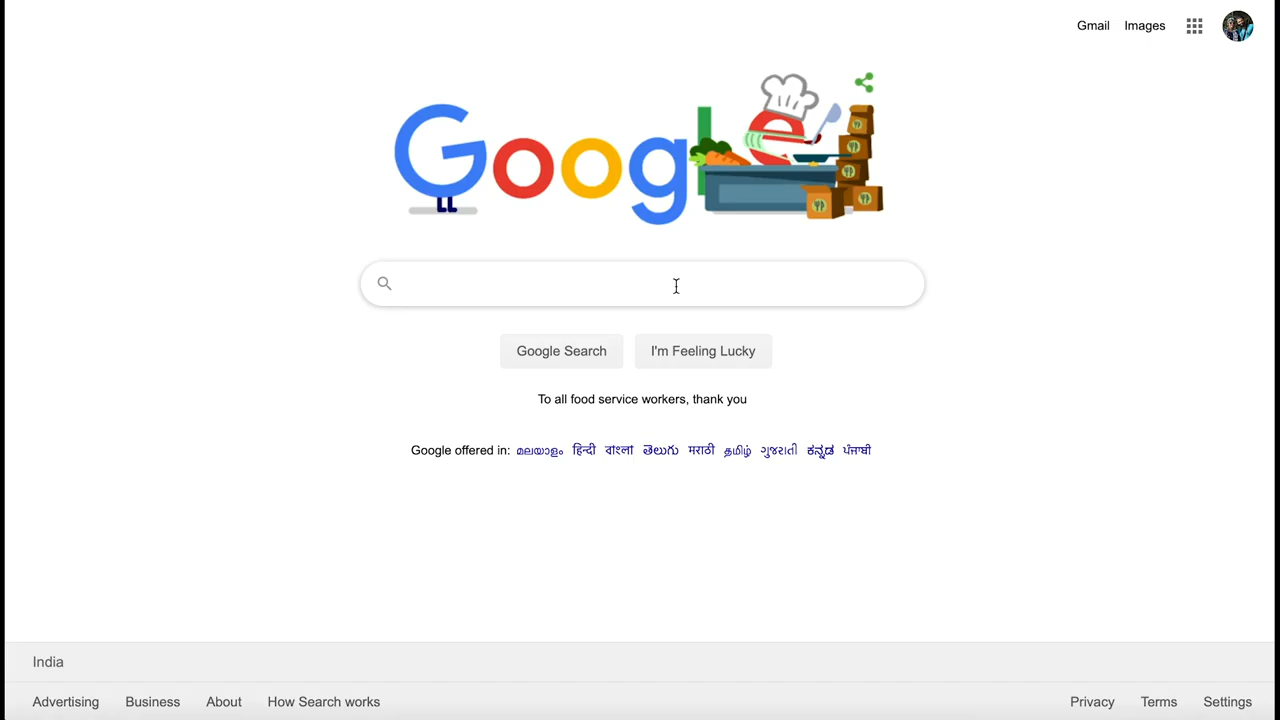 Gmail Images
Google
Google Search I'm Feeling Lucky
To all food service workers, thank you
Google offered in: മലയാളം हिन्दी বাংলা తెలుగు मराठी தமிழ் ગુજરાતી ಕನ್ನಡ ਪੰਜਾਬੀ
India
Advertising Business About How Search works Privacy Terms Settings